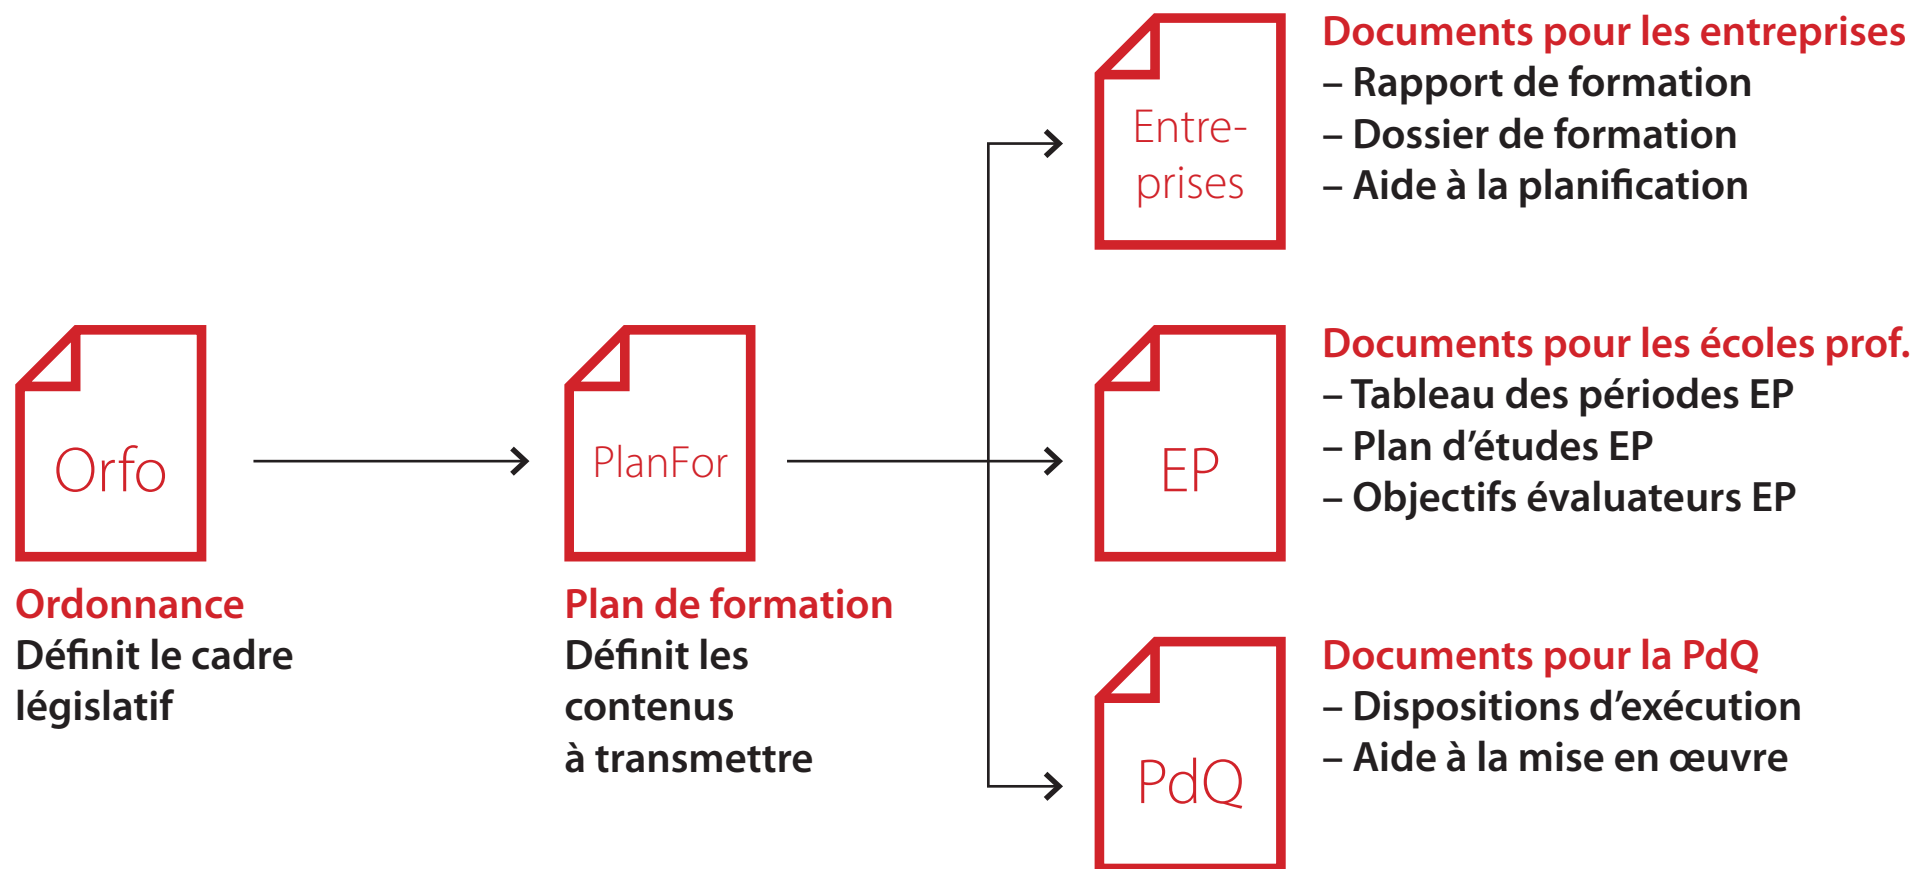 Orfo
Ordonnance
Définit le cadre
législatif
PlanFor
Plan de formation
Définit les
contenus
à transmettre
Entre-
prises
Documents pour les entreprises
– Rapport de formation
– Dossier de formation
– Aide à la planification
EP
Documents pour les écoles prof.
– Tableau des périodes EP
– Plan d’études EP
– Objectifs évaluateurs EP
PdQ
Documents pour la PdQ
– Dispositions d’exécution
– Aide à la mise en œuvre